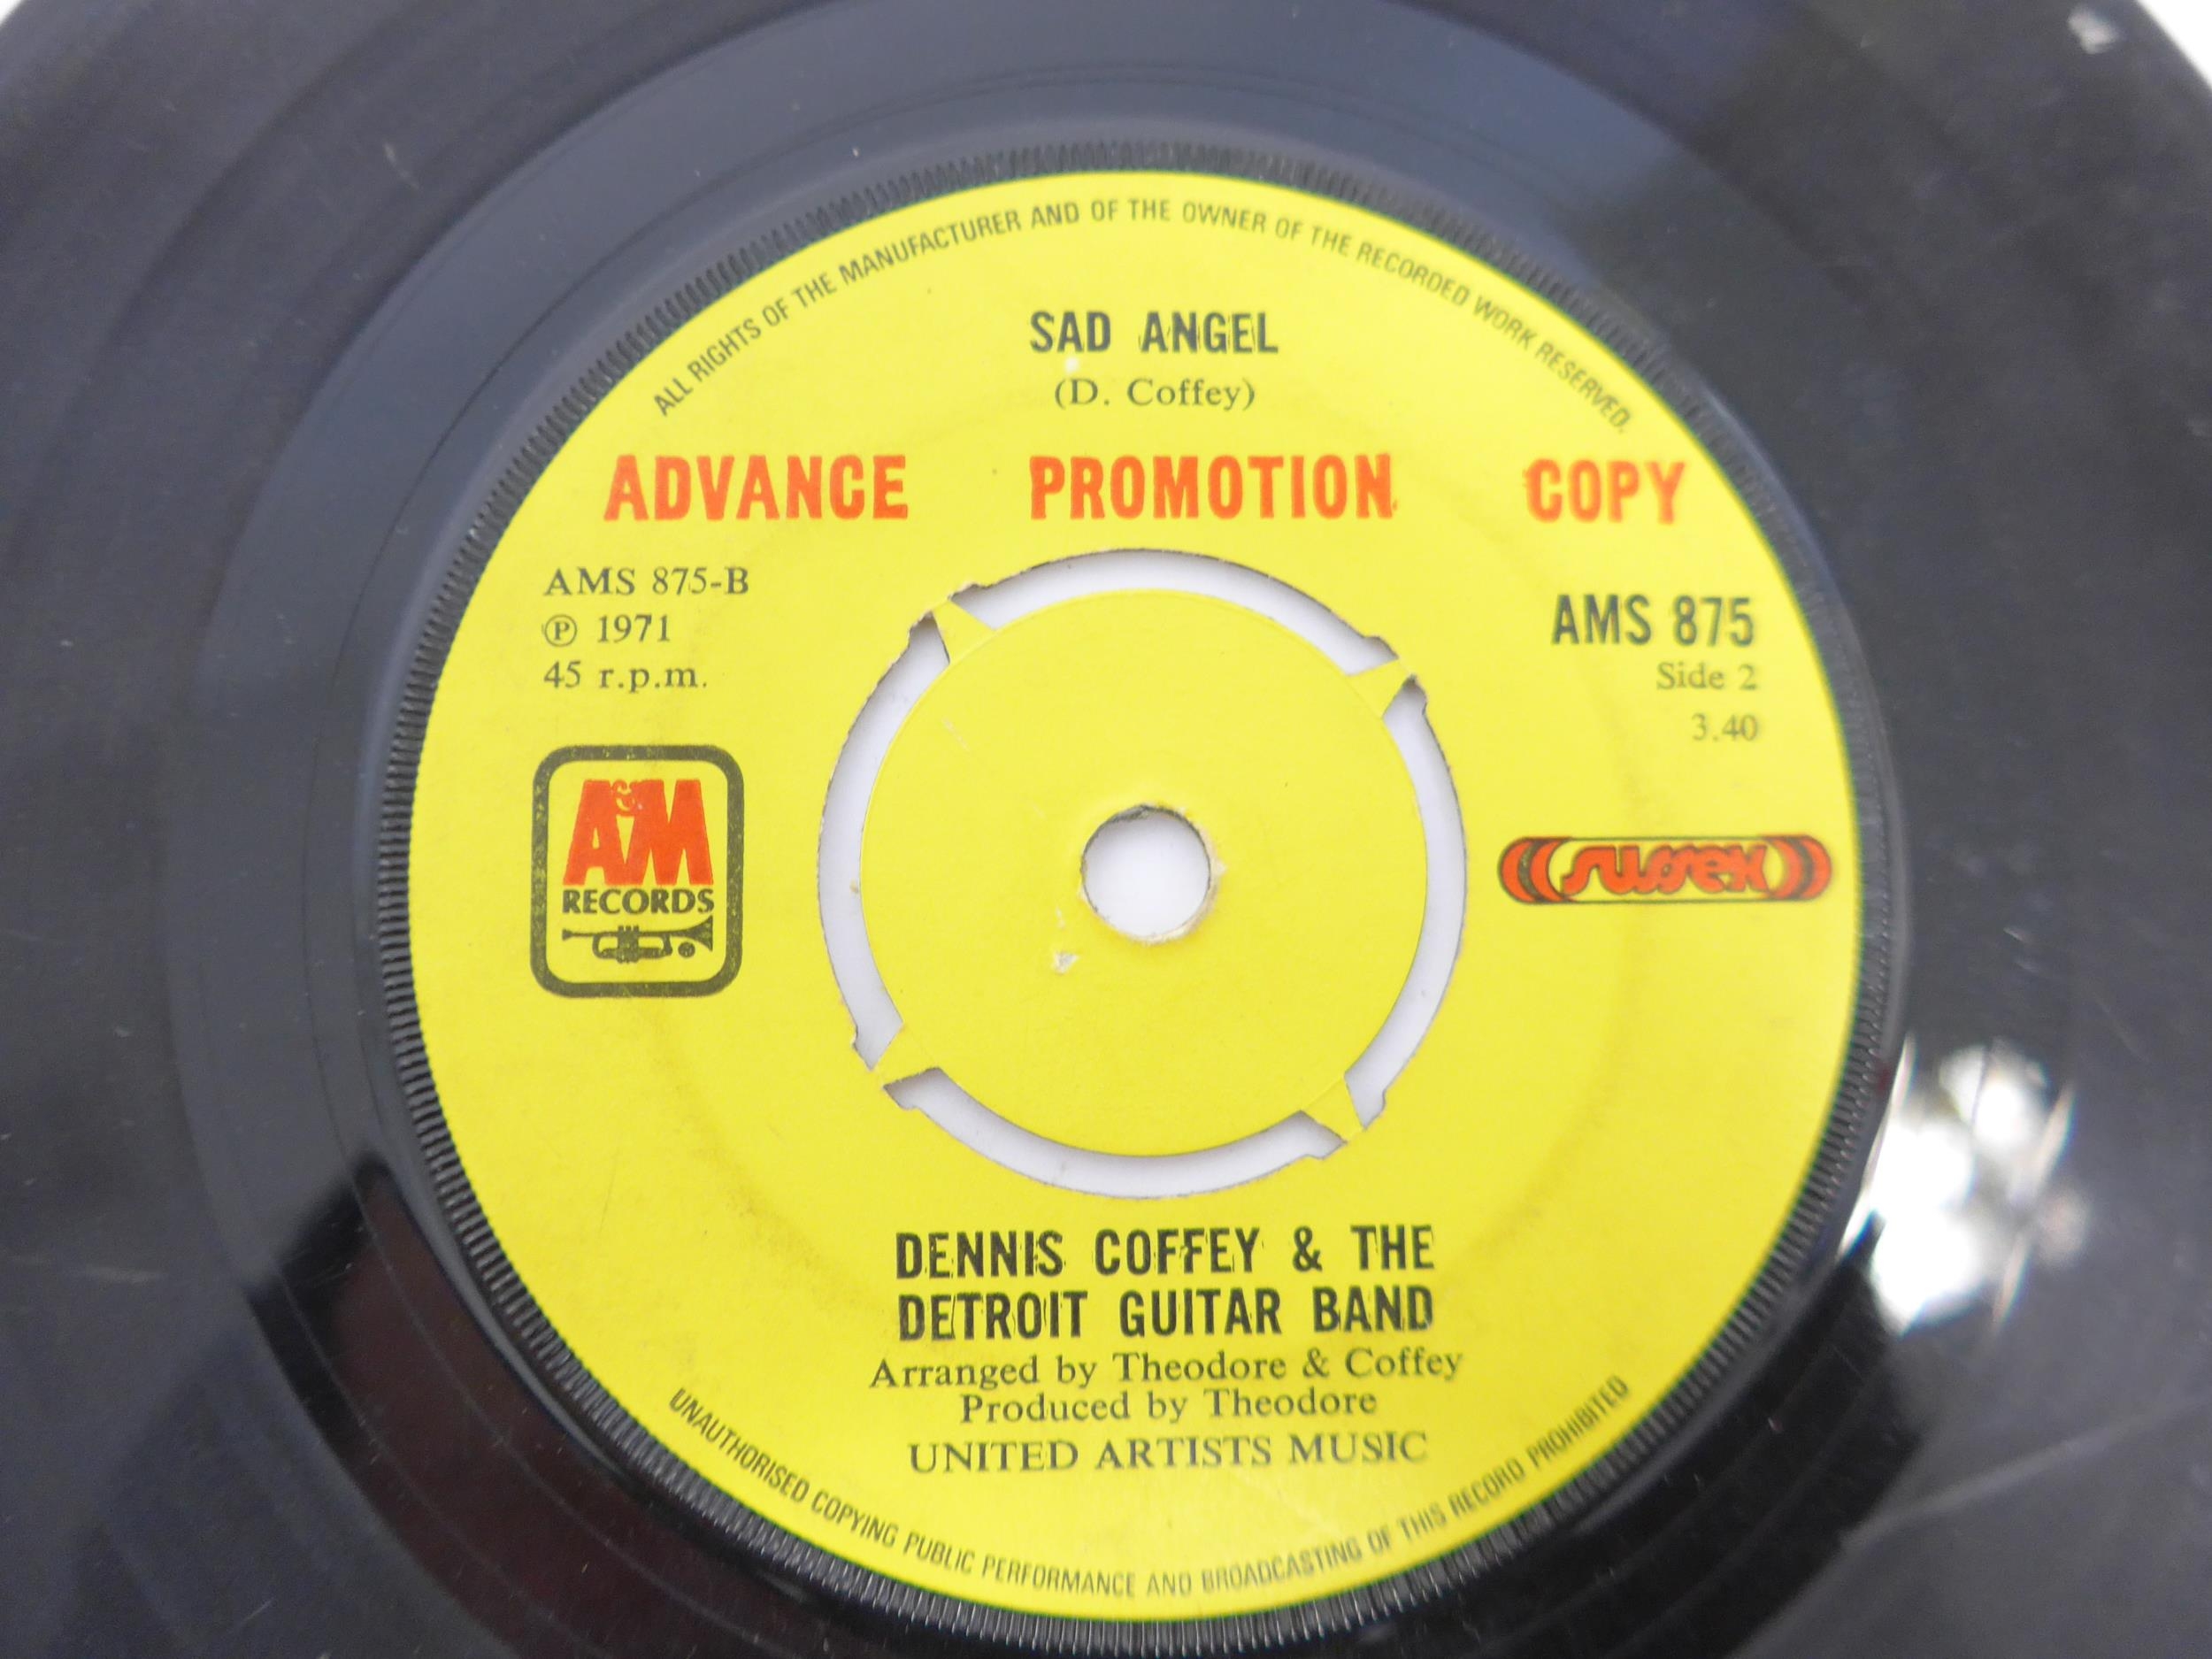 ALL RIGHTS OF THE MANUFACTURER AND OF THE OWNER OF THE RECORDED WORK RESERVED.
SAD ANGEL
(D. Coffey)
ADVANCE PROMOTION COPY
AMS 875-B
℗ 1971
45 r.p.m.
AMS 875
Side 2
3.40
A&M
RECORDS
sussex
DENNIS COFFEY & THE
DETROIT GUITAR BAND
Arranged by Theodore & Coffey
Produced by Theodore
UNITED ARTISTS MUSIC
UNAUTHORISED COPYING PUBLIC PERFORMANCE AND BROADCASTING OF THIS RECORD PROHIBITED